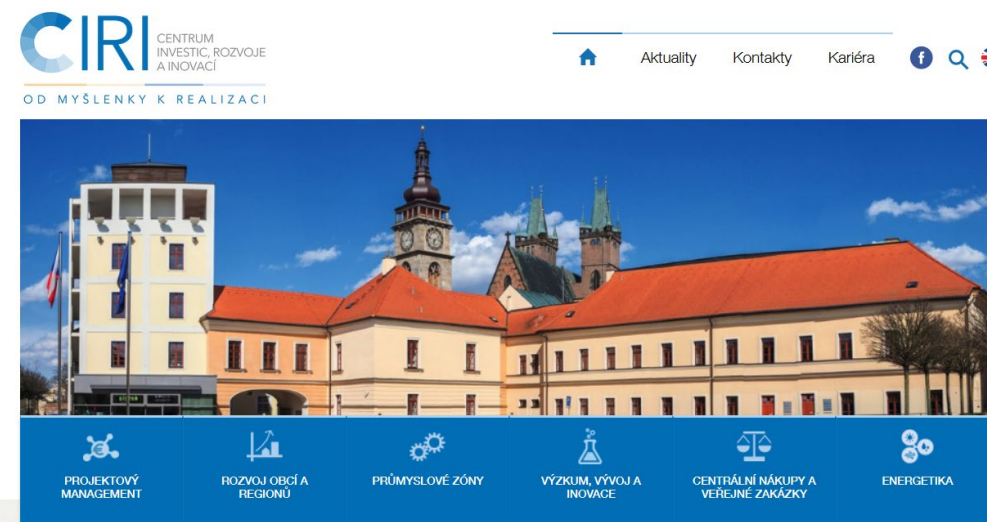 CIRI
CENTRUM
INVESTIC, ROZVOJE
A INOVACÍ
OD MYŠLENKY K REALIZACI
Aktuality Kontakty Kariéra
PROJEKTOVÝ
MANAGEMENT
ROZVOJ OBCÍ A
REGIONŮ
PRŮMYSLOVÉ ZÓNY
VÝZKUM, VÝVOJ A
INOVACE
CENTRÁLNÍ NÁKUPY A
VEŘEJNÉ ZAKÁZKY
ENERGETIKA